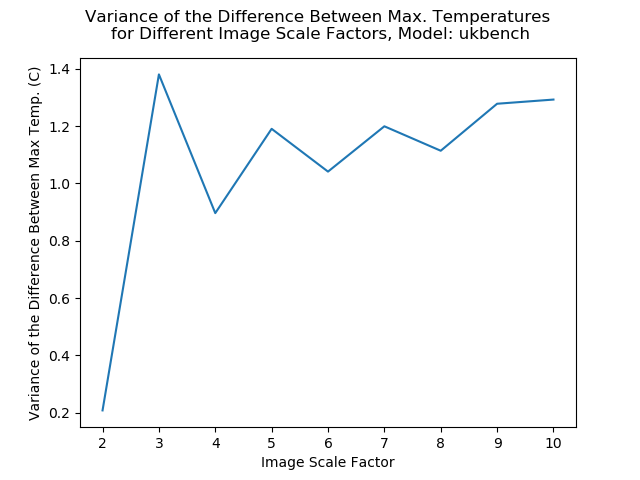 Variance of the Difference Between Max. Temperatures
for Different Image Scale Factors, Model: ukbench
Variance of the Difference Between Max Temp. (C)
1.4
1.2
1.0
0.8
0.6
0.4
0.2
2 3 4 5 6 7 8 9 10
Image Scale Factor